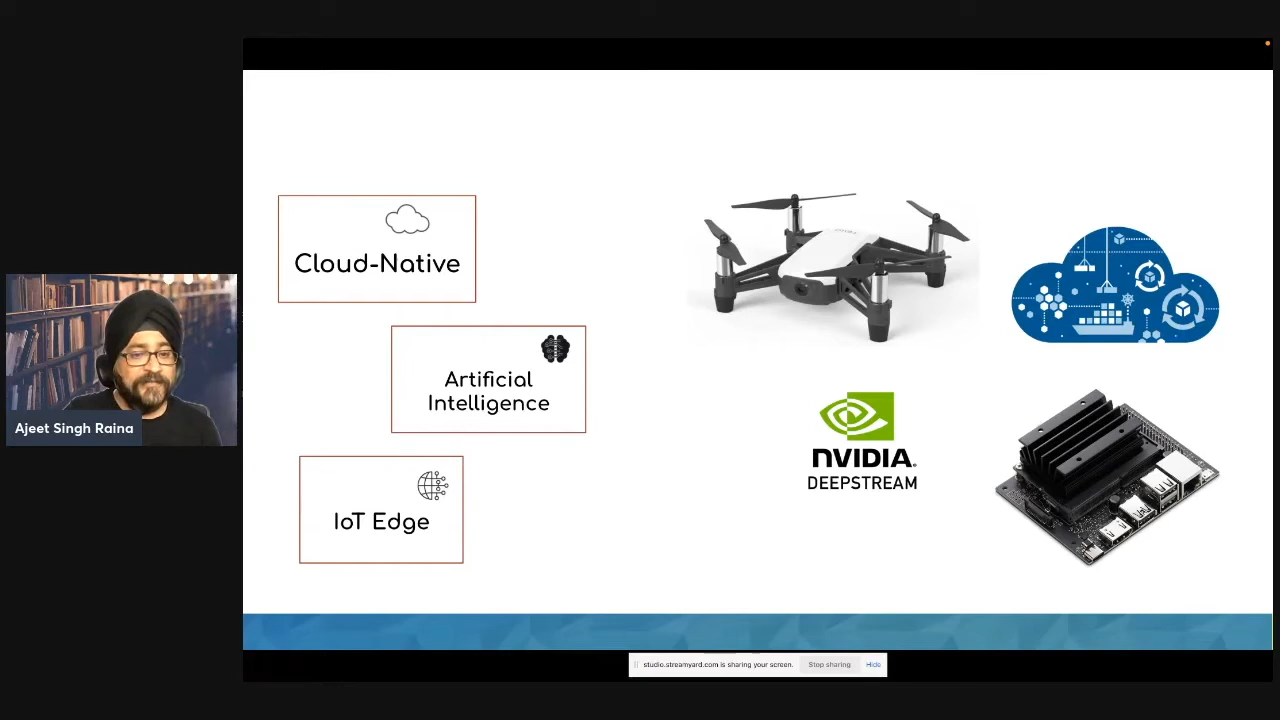 Cloud-Native
Artificial
Intelligence
IoT Edge
Ajeet Singh Raina
NVIDIA.
DEEPSTREAM
studio.streamyard.com is sharing your screen.
Stop sharing
Hide